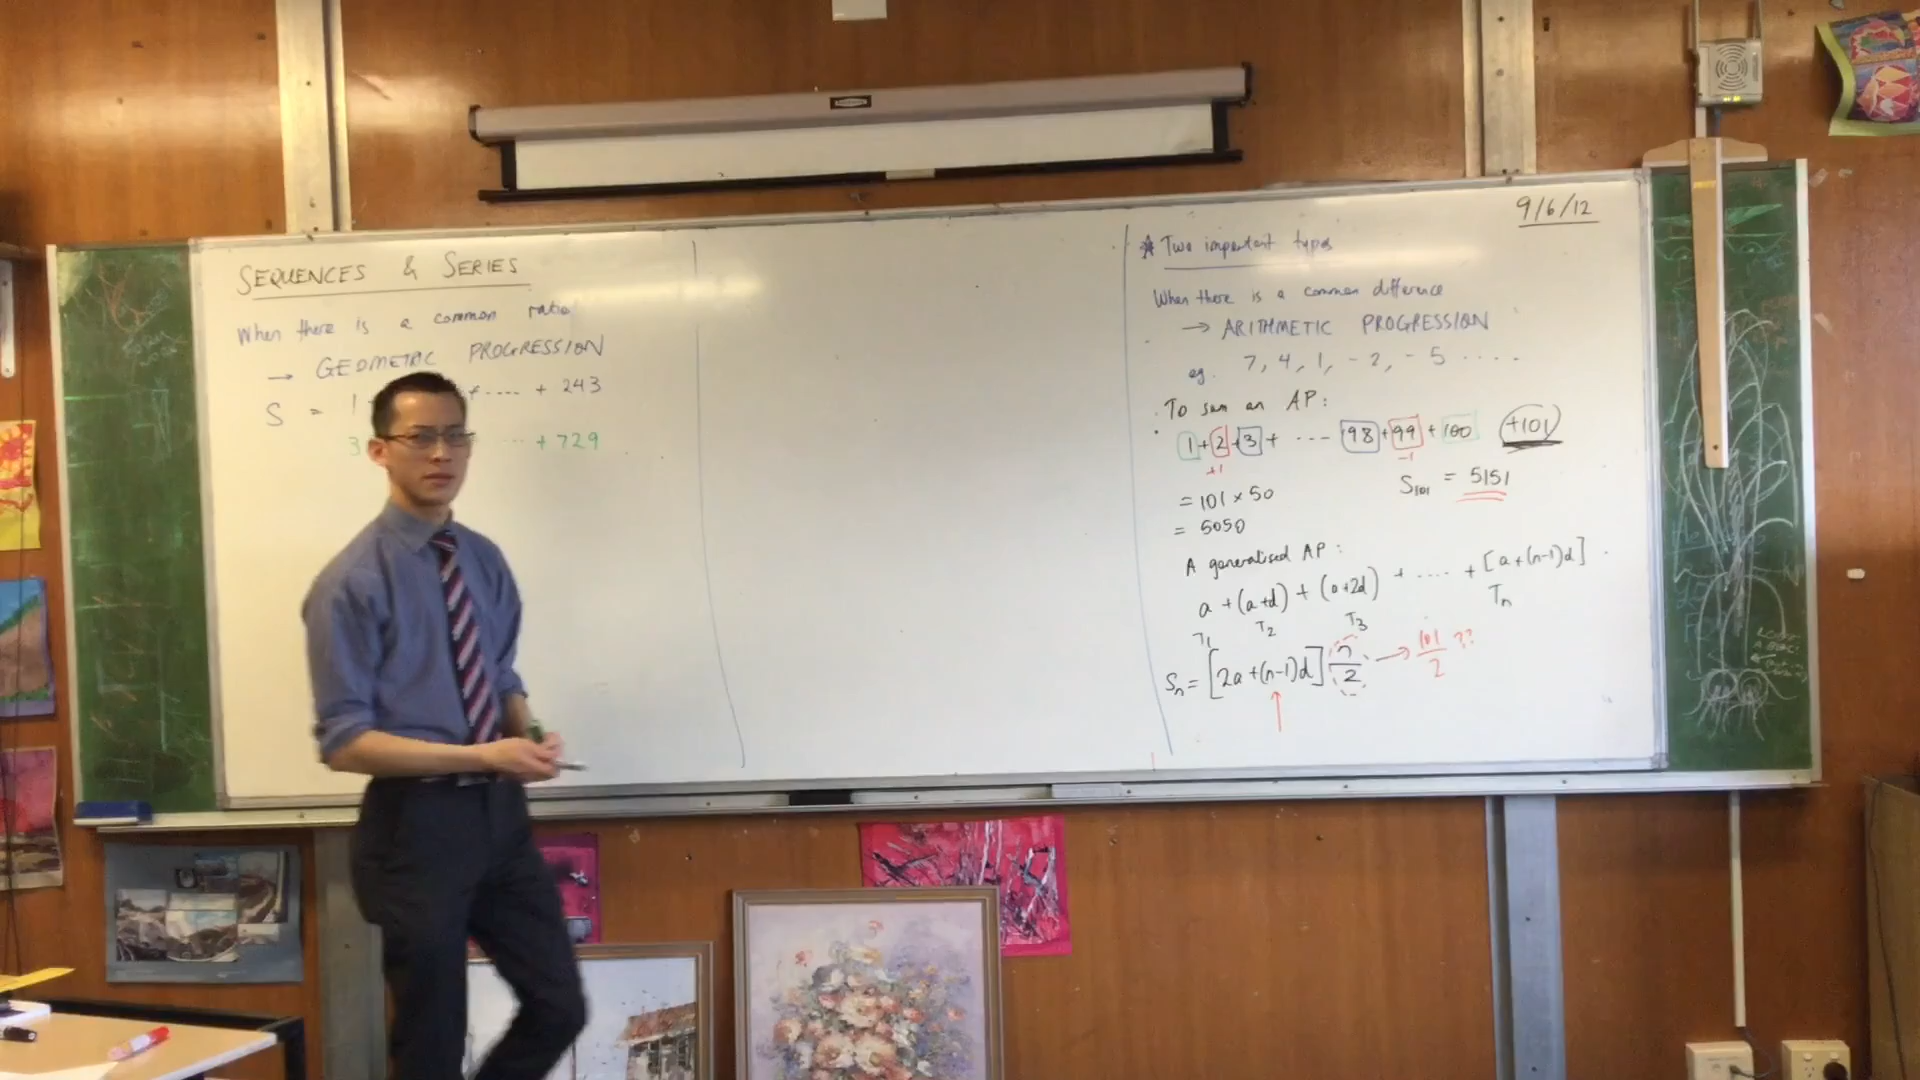 SEQUENCES & SERIES
When there is a common ratio
→ GEOMETRIC PROGRESSION
S = 1 + .... + 243
3 ... + 729
9/6/12
* Two important types
When there is a common difference
→ ARITHMETIC PROGRESSION
eg. 7, 4, 1, -2, -5 .....
To sum an AP:
1+2+3+ ... 98+99+100 +101
+1 -1
= 101 × 50
S₁₀₁ = 5151
= 5050
A generalised AP:
a + (a+d) + (a+2d) + .... + [a+(n-1)d]
T₁ T₂ T₃ Tₙ
Sₙ = [2a+(n-1)d] n/2 → 101/2 ??